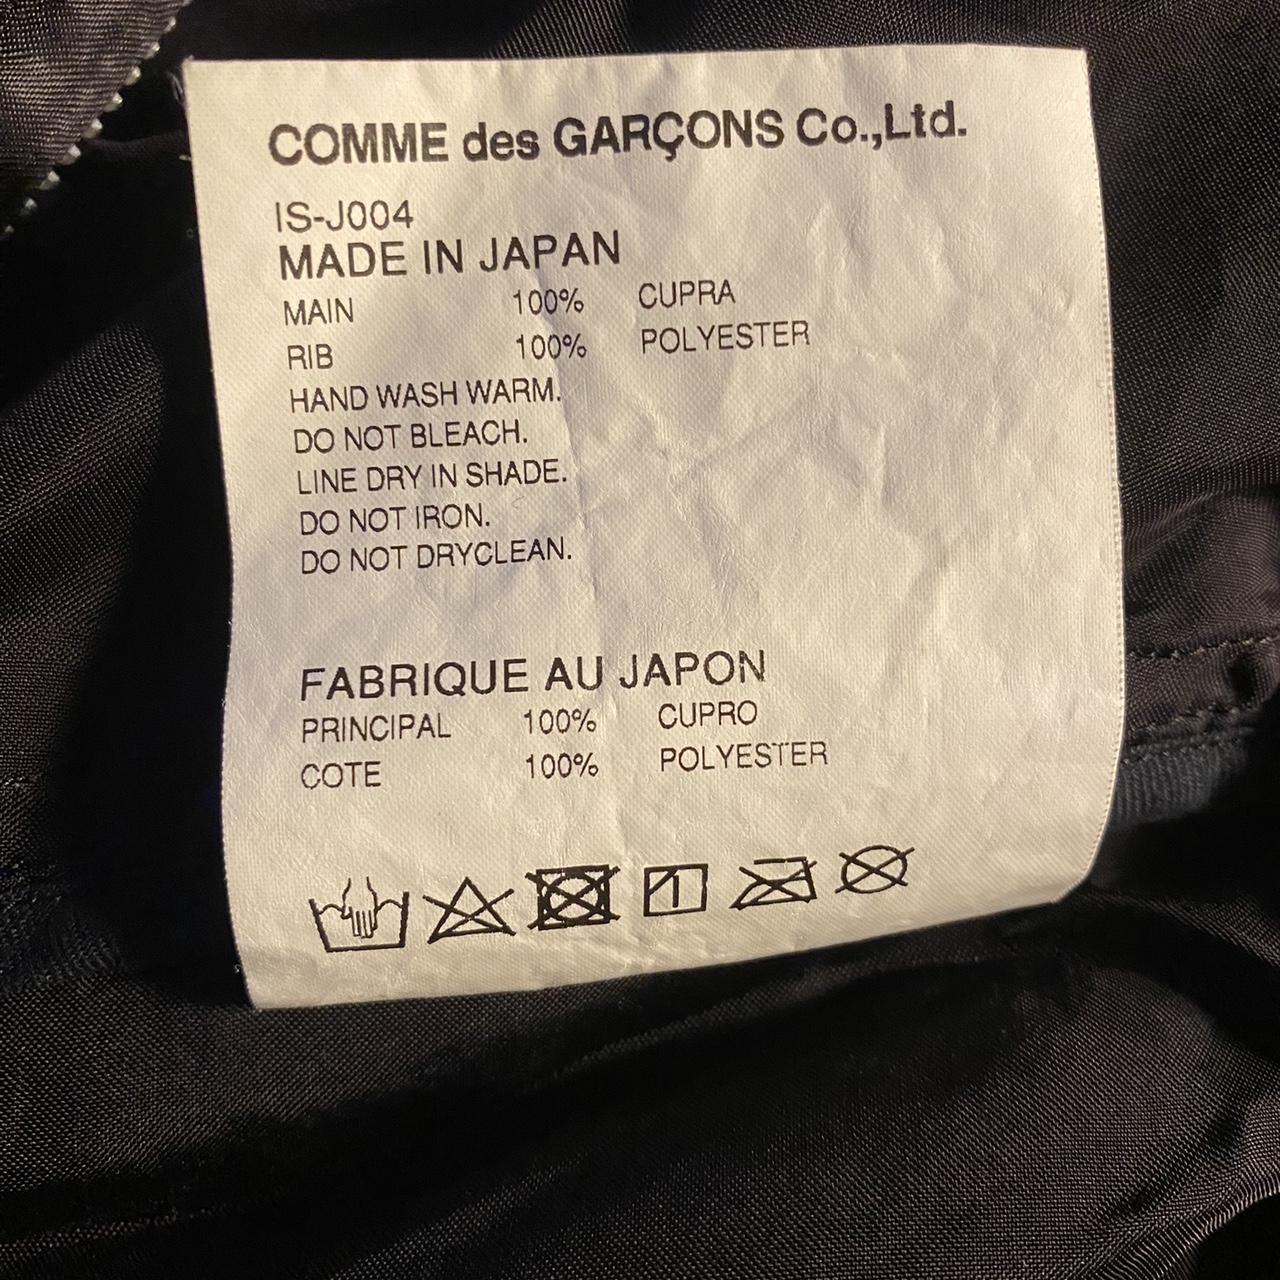 COMME des GARÇONS Co.,Ltd.
IS-J004
MADE IN JAPAN
MAIN 100% CUPRA
RIB 100% POLYESTER
HAND WASH WARM.
DO NOT BLEACH.
LINE DRY IN SHADE.
DO NOT IRON.
DO NOT DRYCLEAN.
FABRIQUE AU JAPON
PRINCIPAL 100% CUPRO
COTE 100% POLYESTER